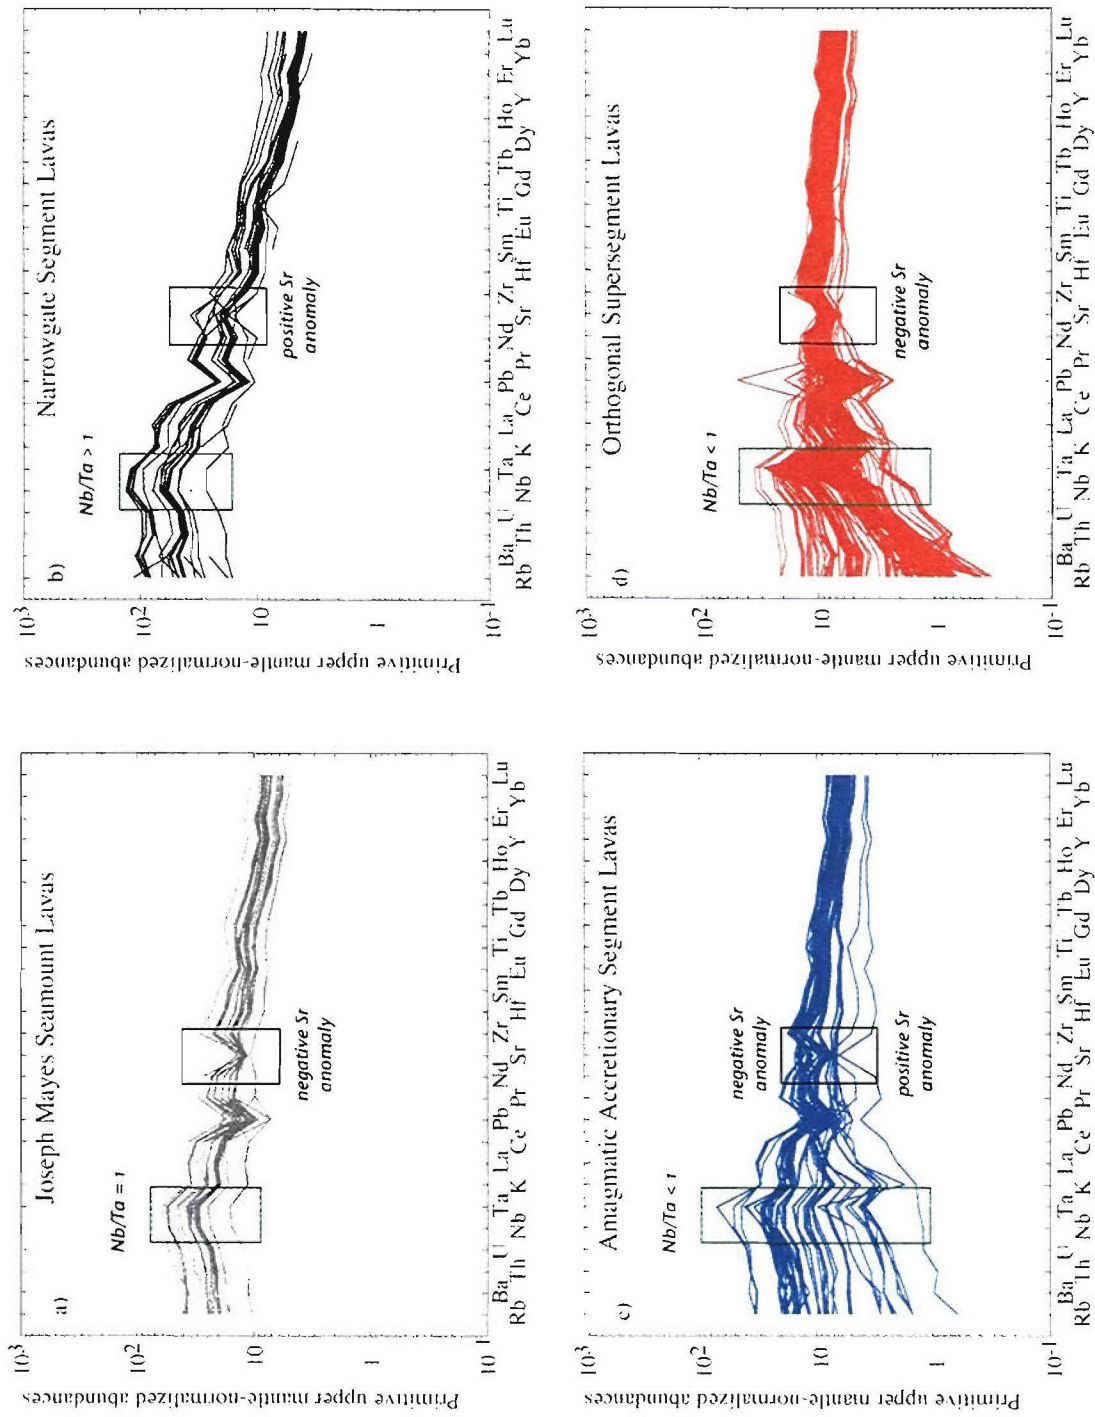 a)
Joseph Mayes Seamount Lavas
Primitive upper mantle-normalized abundances
10³
10²
10
1
10⁻¹
Nb/Ta = 1
negative Sr
anomaly
Ba Th U Ta K La Pb Nd Zr Sm Ti Tb Ho Er Lu
Rb Nb Ce Pr Sr Hf Eu Gd Dy Y Yb
b)
Narrowgate Segment Lavas
Primitive upper mantle-normalized abundances
10³
10²
10
1
10⁻¹
Nb/Ta > 1
positive Sr
anomaly
Ba Th U Ta K La Pb Nd Zr Sm Ti Tb Ho Er Lu
Rb Nb Ce Pr Sr Hf Eu Gd Dy Y Yb
c)
Amagmatic Accretionary Segment Lavas
Primitive upper mantle-normalized abundances
10³
10²
10
1
10⁻¹
Nb/Ta < 1
negative Sr
anomaly
positive Sr
anomaly
Ba Th U Ta K La Pb Nd Zr Sm Ti Tb Ho Er Lu
Rb Nb Ce Pr Sr Hf Eu Gd Dy Y Yb
d)
Orthogonal Supersegment Lavas
Primitive upper mantle-normalized abundances
10³
10²
10
1
10⁻¹
Nb/Ta < 1
negative Sr
anomaly
Ba Th U Ta K La Pb Nd Zr Sm Ti Tb Ho Er Lu
Rb Nb Ce Pr Sr Hf Eu Gd Dy Y Yb